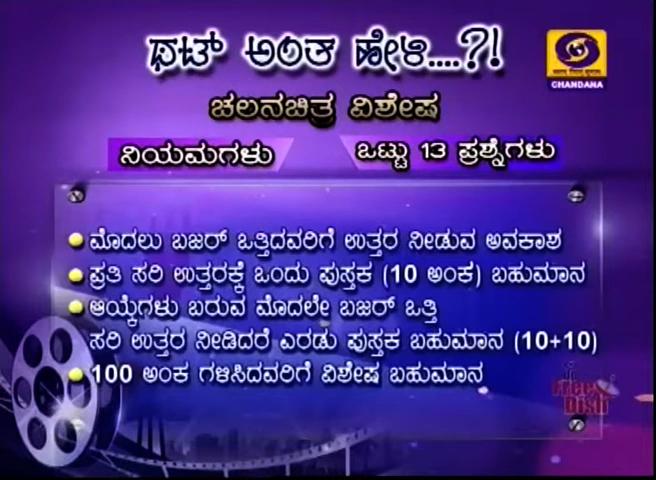 ಥಟ್ ಅಂತ ಹೇಳಿ....?!
CHANDANA
ಚಲನಚಿತ್ರ ವಿಶೇಷ
ನಿಯಮಗಳು
ಒಟ್ಟು 13 ಪ್ರಶ್ನೆಗಳು
ಮೊದಲು ಬಜರ್ ಒತ್ತಿದವರಿಗೆ ಉತ್ತರ ನೀಡುವ ಅವಕಾಶ
ಪ್ರತಿ ಸರಿ ಉತ್ತರಕ್ಕೆ ಒಂದು ಪುಸ್ತಕ (10 ಅಂಕ) ಬಹುಮಾನ
ಆಯ್ಕೆಗಳು ಬರುವ ಮೊದಲೇ ಬಜರ್ ಒತ್ತಿ
ಸರಿ ಉತ್ತರ ನೀಡಿದರೆ ಎರಡು ಪುಸ್ತಕ ಬಹುಮಾನ (10+10)
100 ಅಂಕ ಗಳಿಸಿದವರಿಗೆ ವಿಶೇಷ ಬಹುಮಾನ
Free
Dish